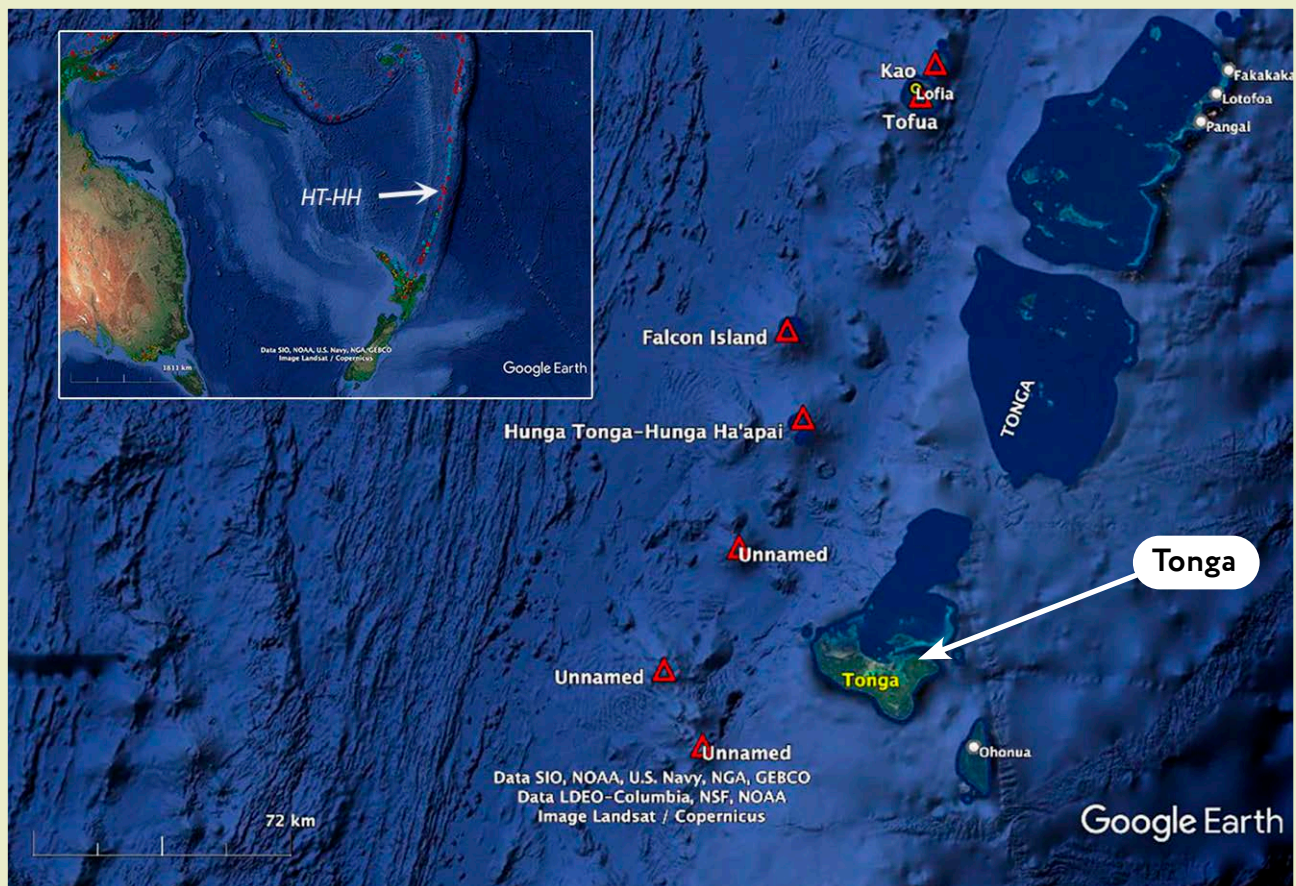 HT-HH
Data SIO, NOAA, U.S. Navy, NGA, GEBCO
Image Landsat / Copernicus
1811 km
Google Earth
Kao
Lofia
Tofua
Fakakaka
Lotofoa
Pangai
Falcon Island
TONGA
Hunga Tonga-Hunga Ha'apai
Unnamed
Tonga
Unnamed
Tonga
Unnamed
Ohonua
Data SIO, NOAA, U.S. Navy, NGA, GEBCO
Data LDEO-Columbia, NSF, NOAA
Image Landsat / Copernicus
72 km
Google Earth